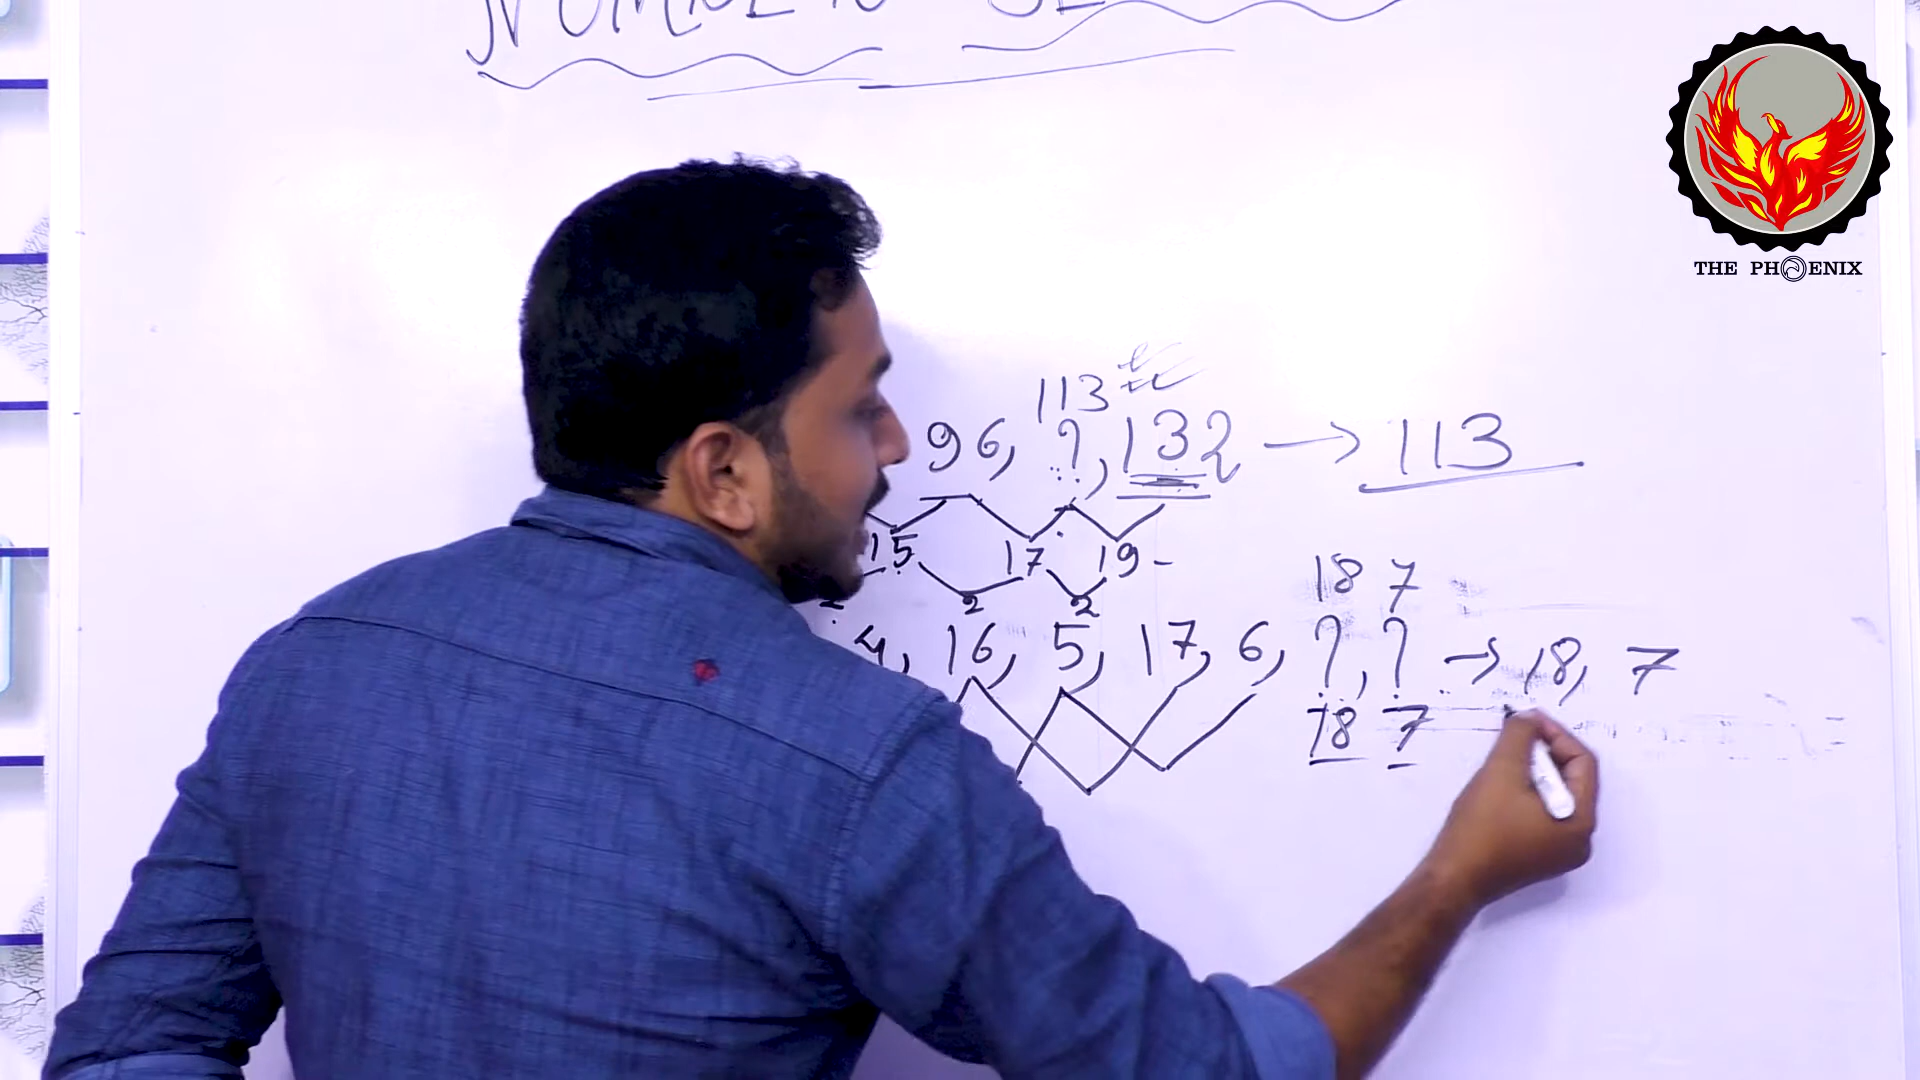 THE PHOENIX
113
96, ?, 132 → 113
15 17 19
2 2 2
18 7
4, 16, 5, 17, 6, ?, ? → 18, 7
18 7